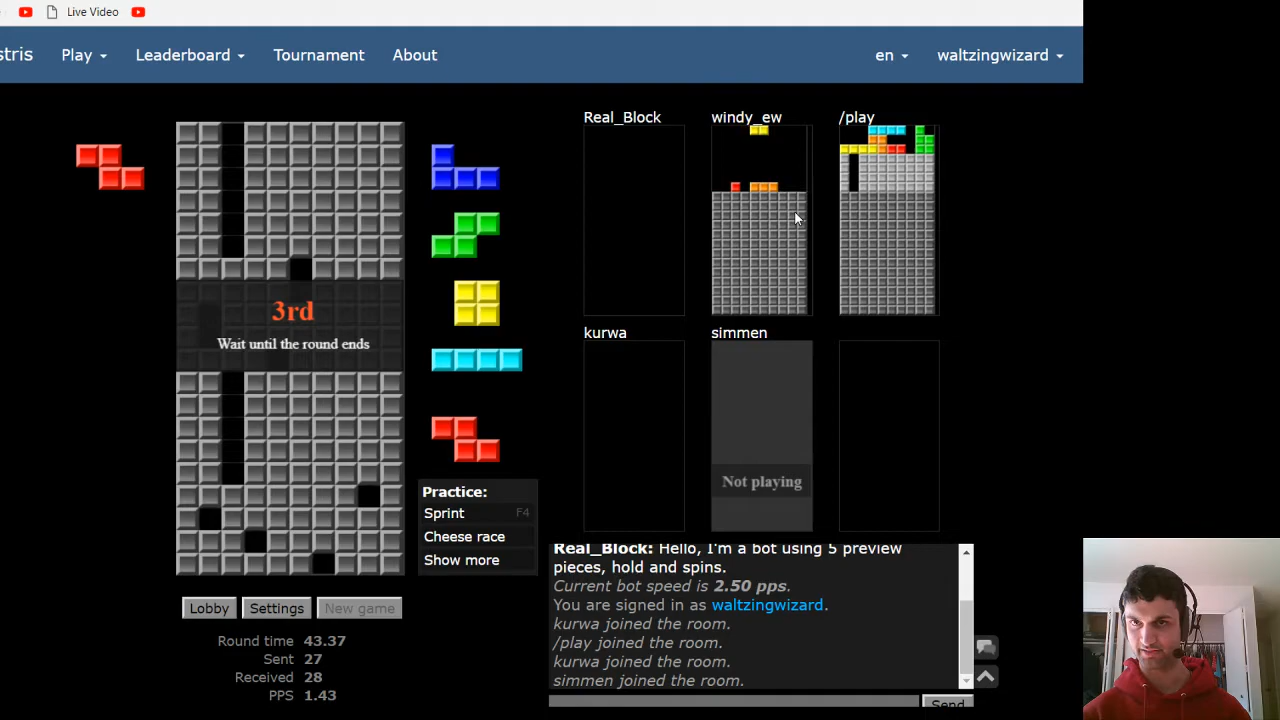 Live Video
stris
Play
Leaderboard
Tournament
About
en
waltzingwizard
Real_Block
windy_ew
/play
3rd
Wait until the round ends
kurwa
simmen
Not playing
Practice:
Sprint F4
Cheese race
Show more
Lobby
Settings
New game
Round time 43.37
Sent 27
Received 28
PPS 1.43
Real_Block: Hello, I'm a bot using 5 preview
pieces, hold and spins.
Current bot speed is 2.50 pps.
You are signed in as waltzingwizard.
kurwa joined the room.
/play joined the room.
kurwa joined the room.
simmen joined the room.
Send